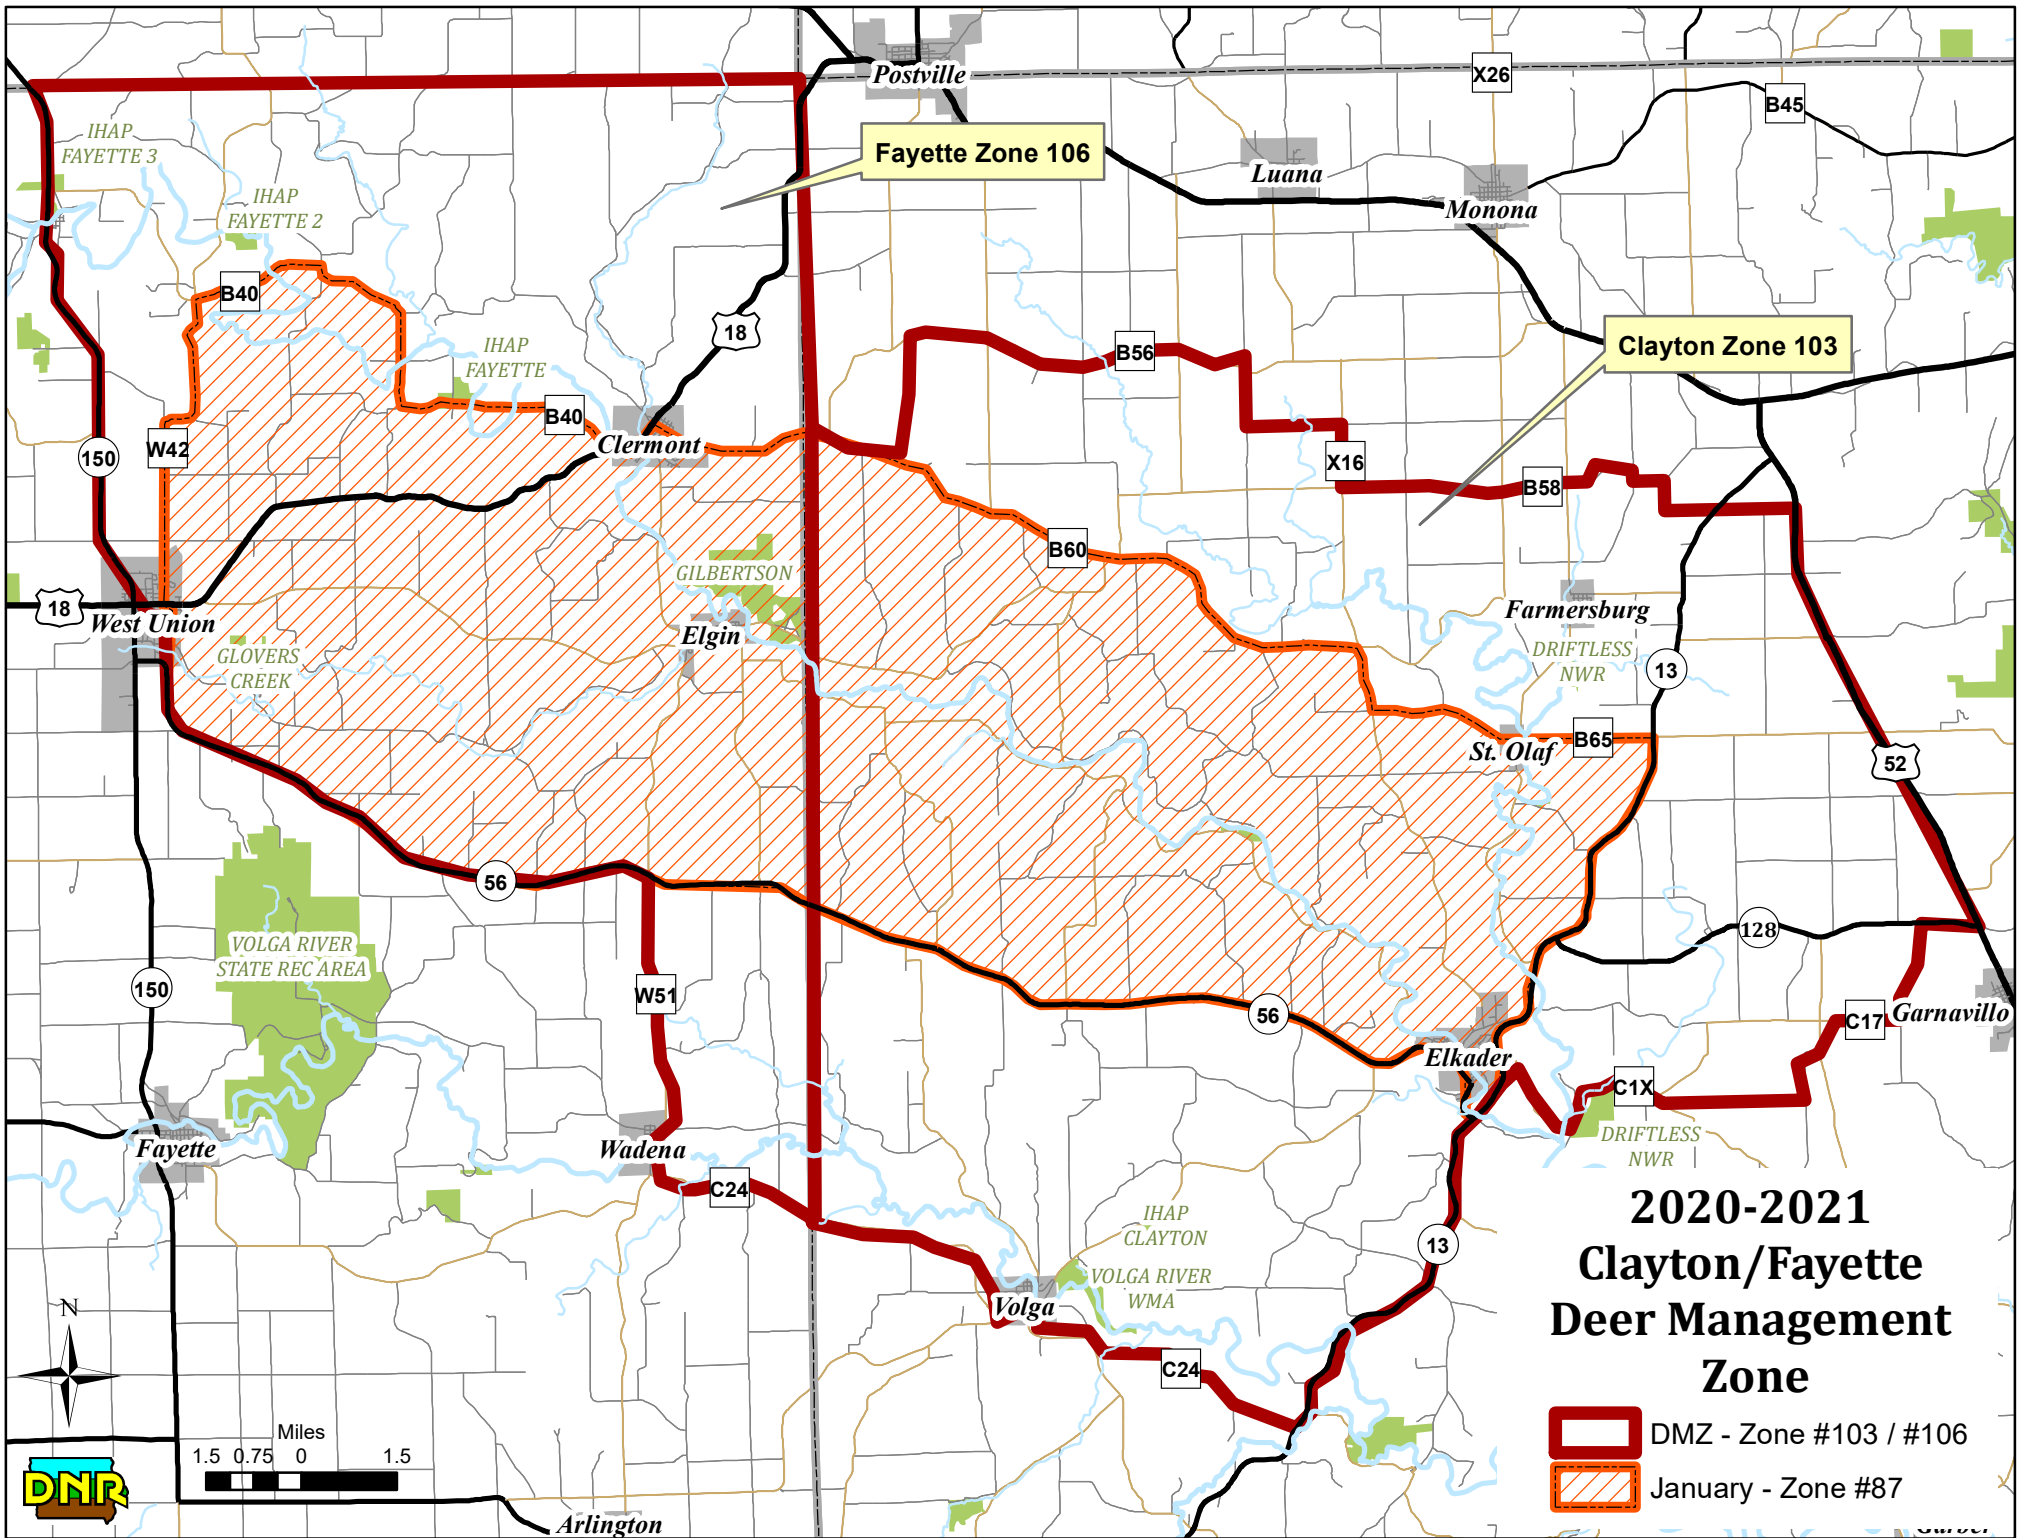 Postville
X26
B45
IHAP
FAYETTE 3
Fayette Zone 106
Luana
Monona
IHAP
FAYETTE 2
B40
18
IHAP
FAYETTE
B56
Clayton Zone 103
B40
Clermont
W42
150
X16
B58
B60
GILBERTSON
18
West Union
Elgin
Farmersburg
GLOVERS
CREEK
DRIFTLESS
NWR
13
St. Olaf
B65
52
56
VOLGA RIVER
STATE REC AREA
128
150
W51
56
C17
Garnavillo
Elkader
C1X
Fayette
Wadena
DRIFTLESS
NWR
C24
IHAP
CLAYTON
13
VOLGA RIVER
WMA
Volga
C24
2020-2021
Clayton/Fayette
Deer Management
Zone
DMZ - Zone #103 / #106
January - Zone #87
N
Miles
1.5 0.75 0 1.5
DNR
Arlington